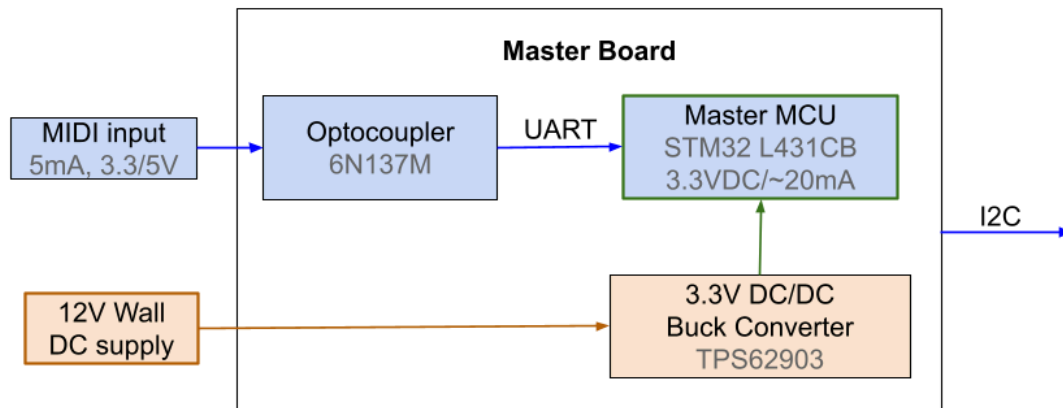 Master Board
MIDI input
5mA, 3.3/5V
Optocoupler
6N137M
UART
Master MCU
STM32 L431CB
3.3VDC/~20mA
I2C
12V Wall
DC supply
3.3V DC/DC
Buck Converter
TPS62903